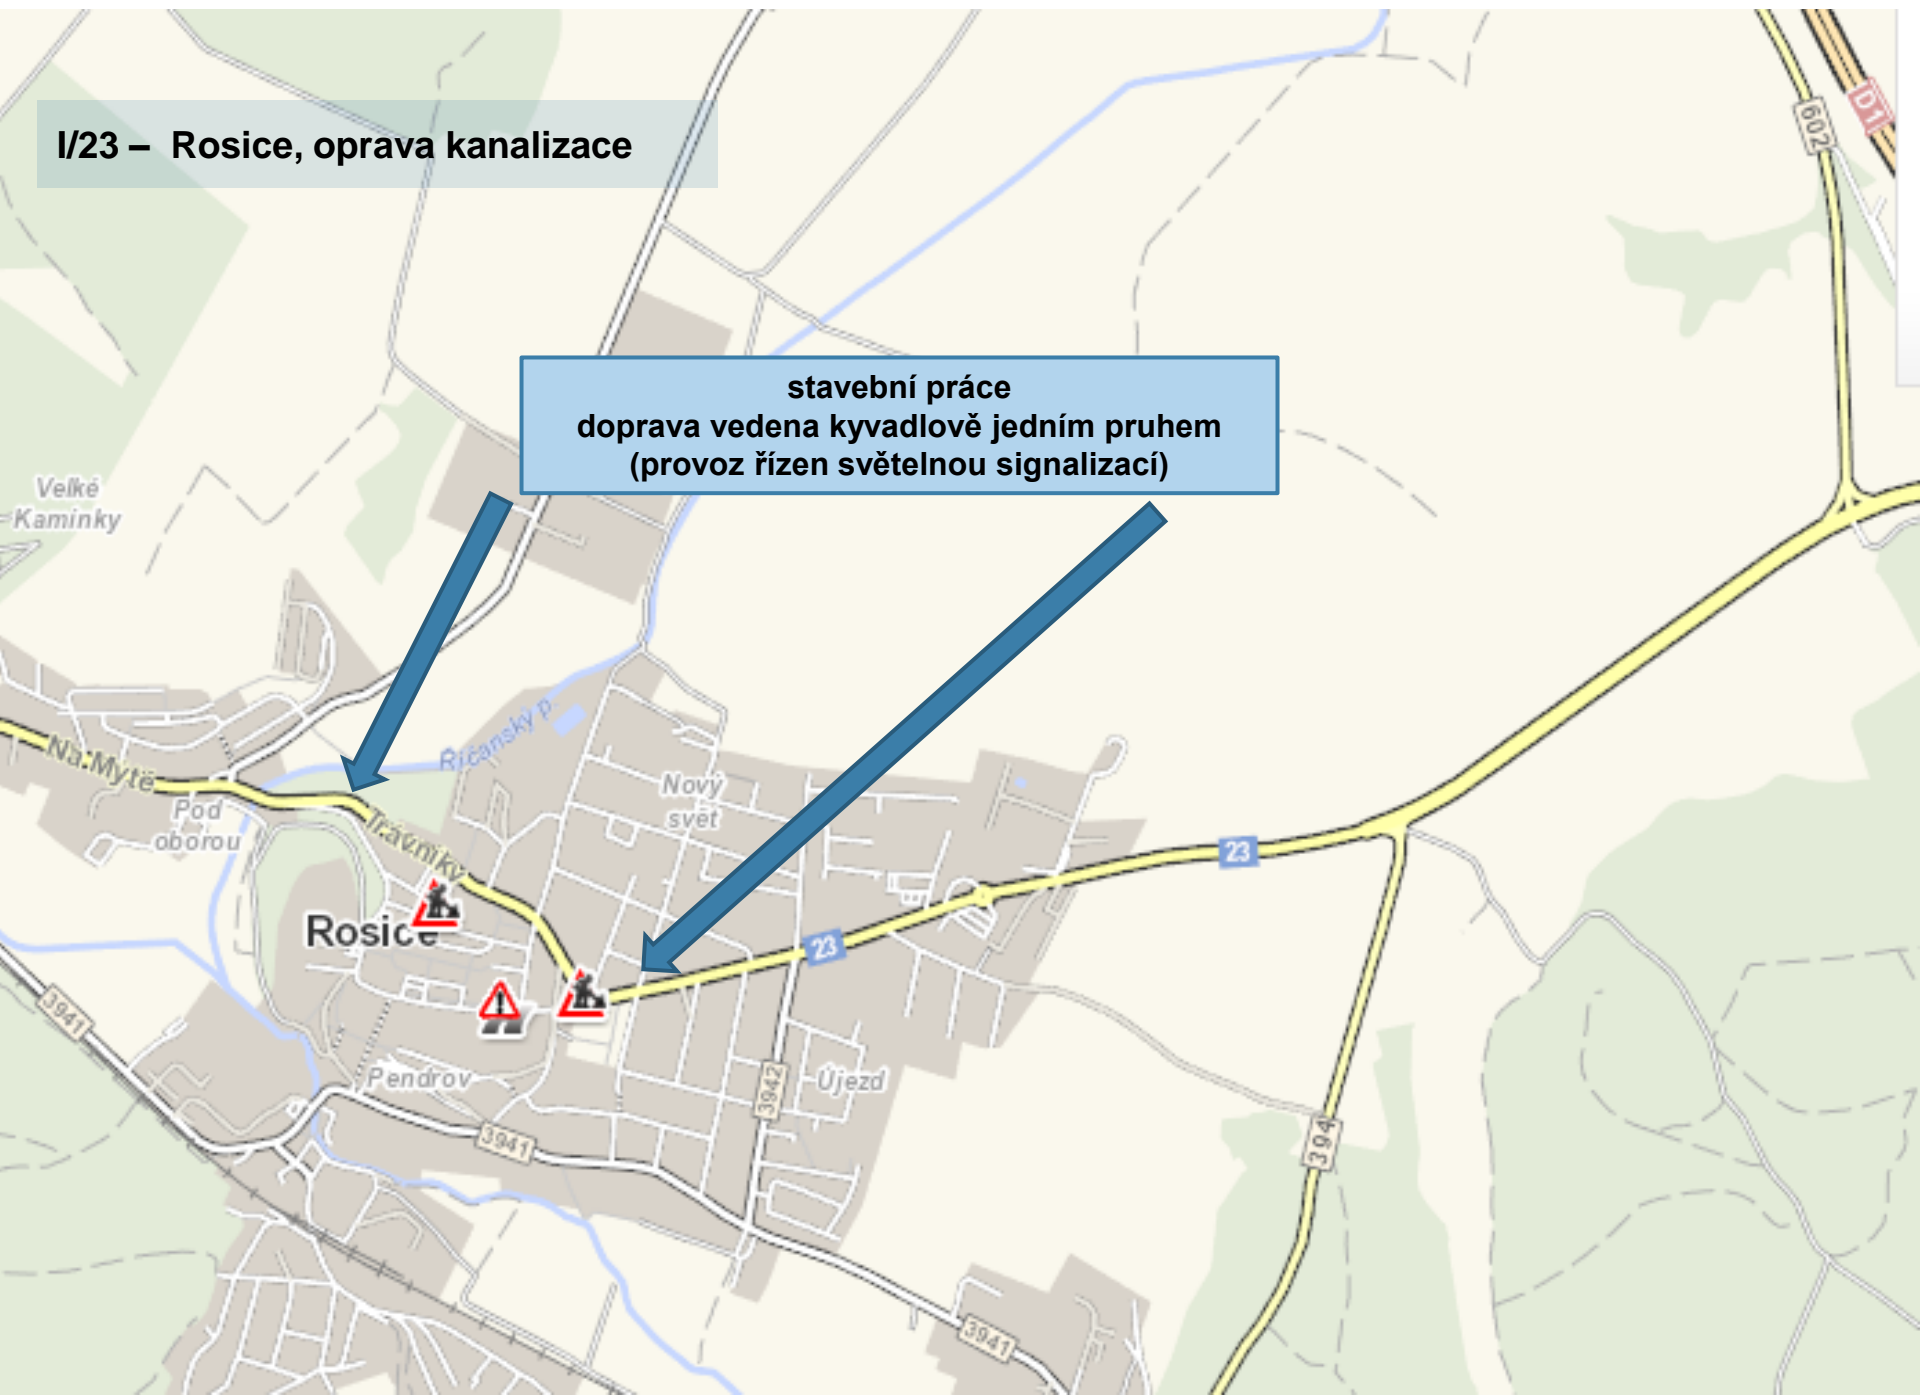 I/23 – Rosice, oprava kanalizace
D1
602
stavební práce
doprava vedena kyvadlově jedním pruhem
(provoz řízen světelnou signalizací)
Velké
Kamínky
Říčanský p.
Na Mýtě
Pod
oborou
Trávníky
Nový
svět
23
23
Rosice
3941
Pendrov
3942
Újezd
3941
394
3941